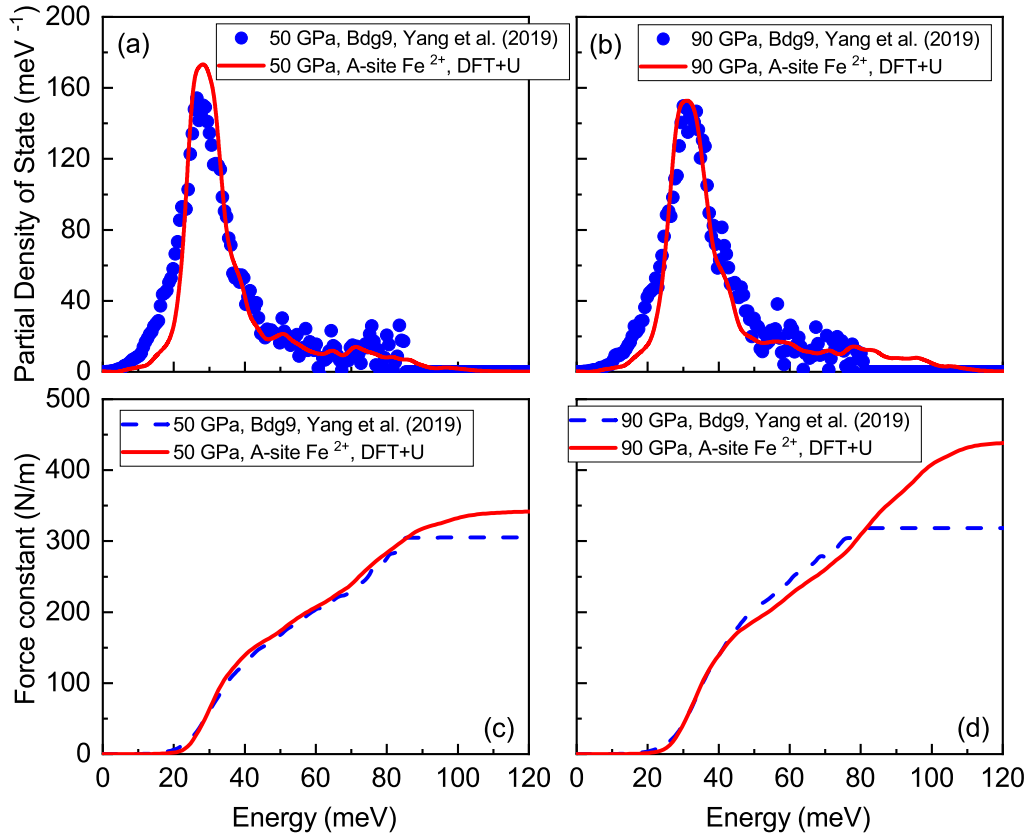 (a)
50 GPa, Bdg9, Yang et al. (2019)
50 GPa, A-site Fe 2+, DFT+U
(b)
90 GPa, Bdg9, Yang et al. (2019)
90 GPa, A-site Fe 2+, DFT+U
Partial Density of State (meV -1)
200
160
120
80
40
0
50 GPa, Bdg9, Yang et al. (2019)
50 GPa, A-site Fe 2+, DFT+U
(c)
90 GPa, Bdg9, Yang et al. (2019)
90 GPa, A-site Fe 2+, DFT+U
(d)
Force constant (N/m)
500
400
300
200
100
0
0 20 40 60 80 100 120
0 20 40 60 80 100 120
Energy (meV)
Energy (meV)